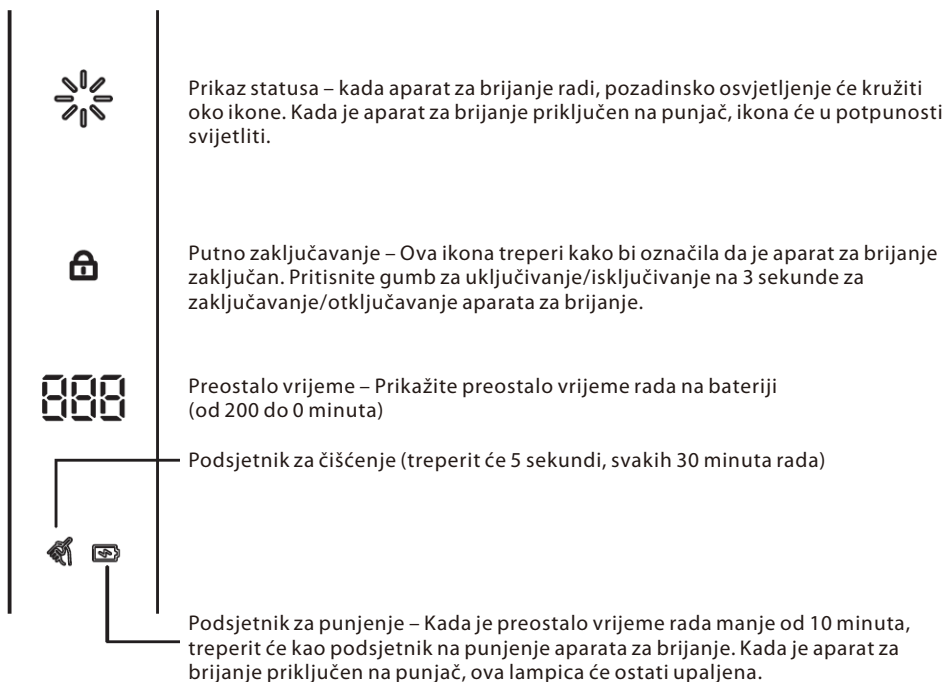 Prikaz statusa – kada aparat za brijanje radi, pozadinsko osvjetljenje će kružiti
oko ikone. Kada je aparat za brijanje priključen na punjač, ikona će u potpunosti
svijetliti.
Putno zaključavanje – Ova ikona treperi kako bi označila da je aparat za brijanje
zaključan. Pritisnite gumb za uključivanje/isključivanje na 3 sekunde za
zaključavanje/otključavanje aparata za brijanje.
888
Preostalo vrijeme – Prikažite preostalo vrijeme rada na bateriji
(od 200 do 0 minuta)
Podsjetnik za čišćenje (treperit će 5 sekundi, svakih 30 minuta rada)
Podsjetnik za punjenje – Kada je preostalo vrijeme rada manje od 10 minuta,
treperit će kao podsjetnik na punjenje aparata za brijanje. Kada je aparat za
brijanje priključen na punjač, ova lampica će ostati upaljena.